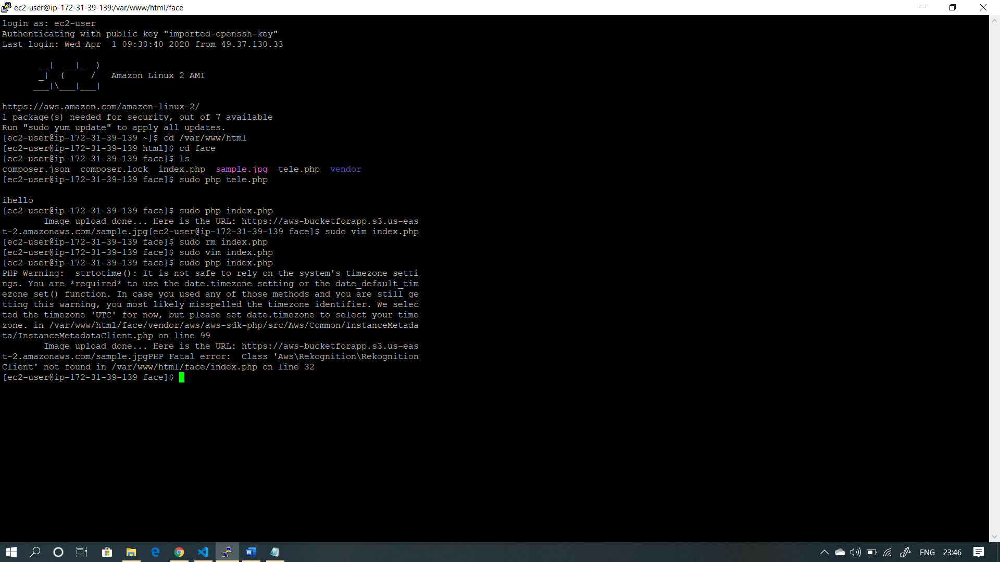 ec2-user@ip-172-31-39-139:/var/www/html/face
login as: ec2-user
Authenticating with public key "imported-openssh-key"
Last login: Wed Apr  1 09:38:40 2020 from 49.37.130.33
       __|  __|_  )
       _|  (     /   Amazon Linux 2 AMI
      ___|\___|___|
https://aws.amazon.com/amazon-linux-2/
1 package(s) needed for security, out of 7 available
Run "sudo yum update" to apply all updates.
[ec2-user@ip-172-31-39-139 ~]$ cd /var/www/html
[ec2-user@ip-172-31-39-139 html]$ cd face
[ec2-user@ip-172-31-39-139 face]$ ls
composer.json  composer.lock  index.php  sample.jpg  tele.php  vendor
[ec2-user@ip-172-31-39-139 face]$ sudo php tele.php
ihello
[ec2-user@ip-172-31-39-139 face]$ sudo php index.php
        Image upload done... Here is the URL: https://aws-bucketforapp.s3.us-eas
t-2.amazonaws.com/sample.jpg[ec2-user@ip-172-31-39-139 face]$ sudo vim index.php
[ec2-user@ip-172-31-39-139 face]$ sudo rm index.php
[ec2-user@ip-172-31-39-139 face]$ sudo vim index.php
[ec2-user@ip-172-31-39-139 face]$ sudo php index.php
PHP Warning:  strtotime(): It is not safe to rely on the system's timezone setti
ngs. You are *required* to use the date.timezone setting or the date_default_tim
ezone_set() function. In case you used any of those methods and you are still ge
tting this warning, you most likely misspelled the timezone identifier. We selec
ted the timezone 'UTC' for now, but please set date.timezone to select your time
zone. in /var/www/html/face/vendor/aws/aws-sdk-php/src/Aws/Common/InstanceMetada
ta/InstanceMetadataClient.php on line 99
        Image upload done... Here is the URL: https://aws-bucketforapp.s3.us-eas
t-2.amazonaws.com/sample.jpgPHP Fatal error:  Class 'Aws\Rekognition\Rekognition
Client' not found in /var/www/html/face/index.php on line 32
[ec2-user@ip-172-31-39-139 face]$
ENG 23:46